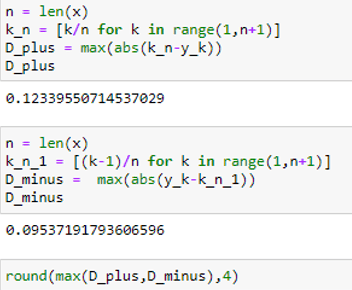 n = len(x)
k_n = [k/n for k in range(1,n+1)]
D_plus = max(abs(k_n-y_k))
D_plus
0.12339550714537029
n = len(x)
k_n_1 = [(k-1)/n for k in range(1,n+1)]
D_minus =  max(abs(y_k-k_n_1))
D_minus
0.09537191793606596
round(max(D_plus,D_minus),4)